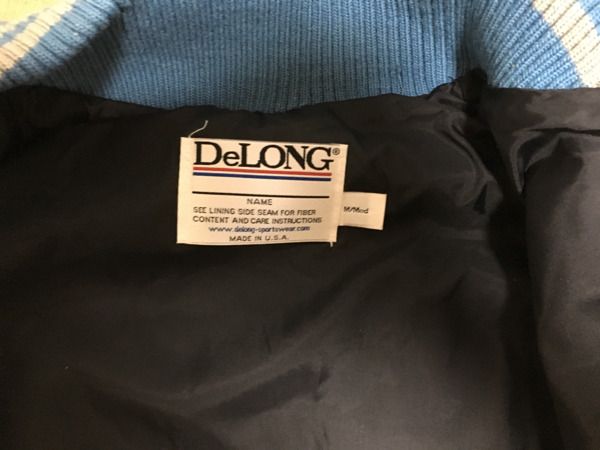 DeLONG®
NAME
SEE LINING SIDE SEAM FOR FIBER
CONTENT AND CARE INSTRUCTIONS
www.delong-sportswear.com
MADE IN U.S.A.
M/Med